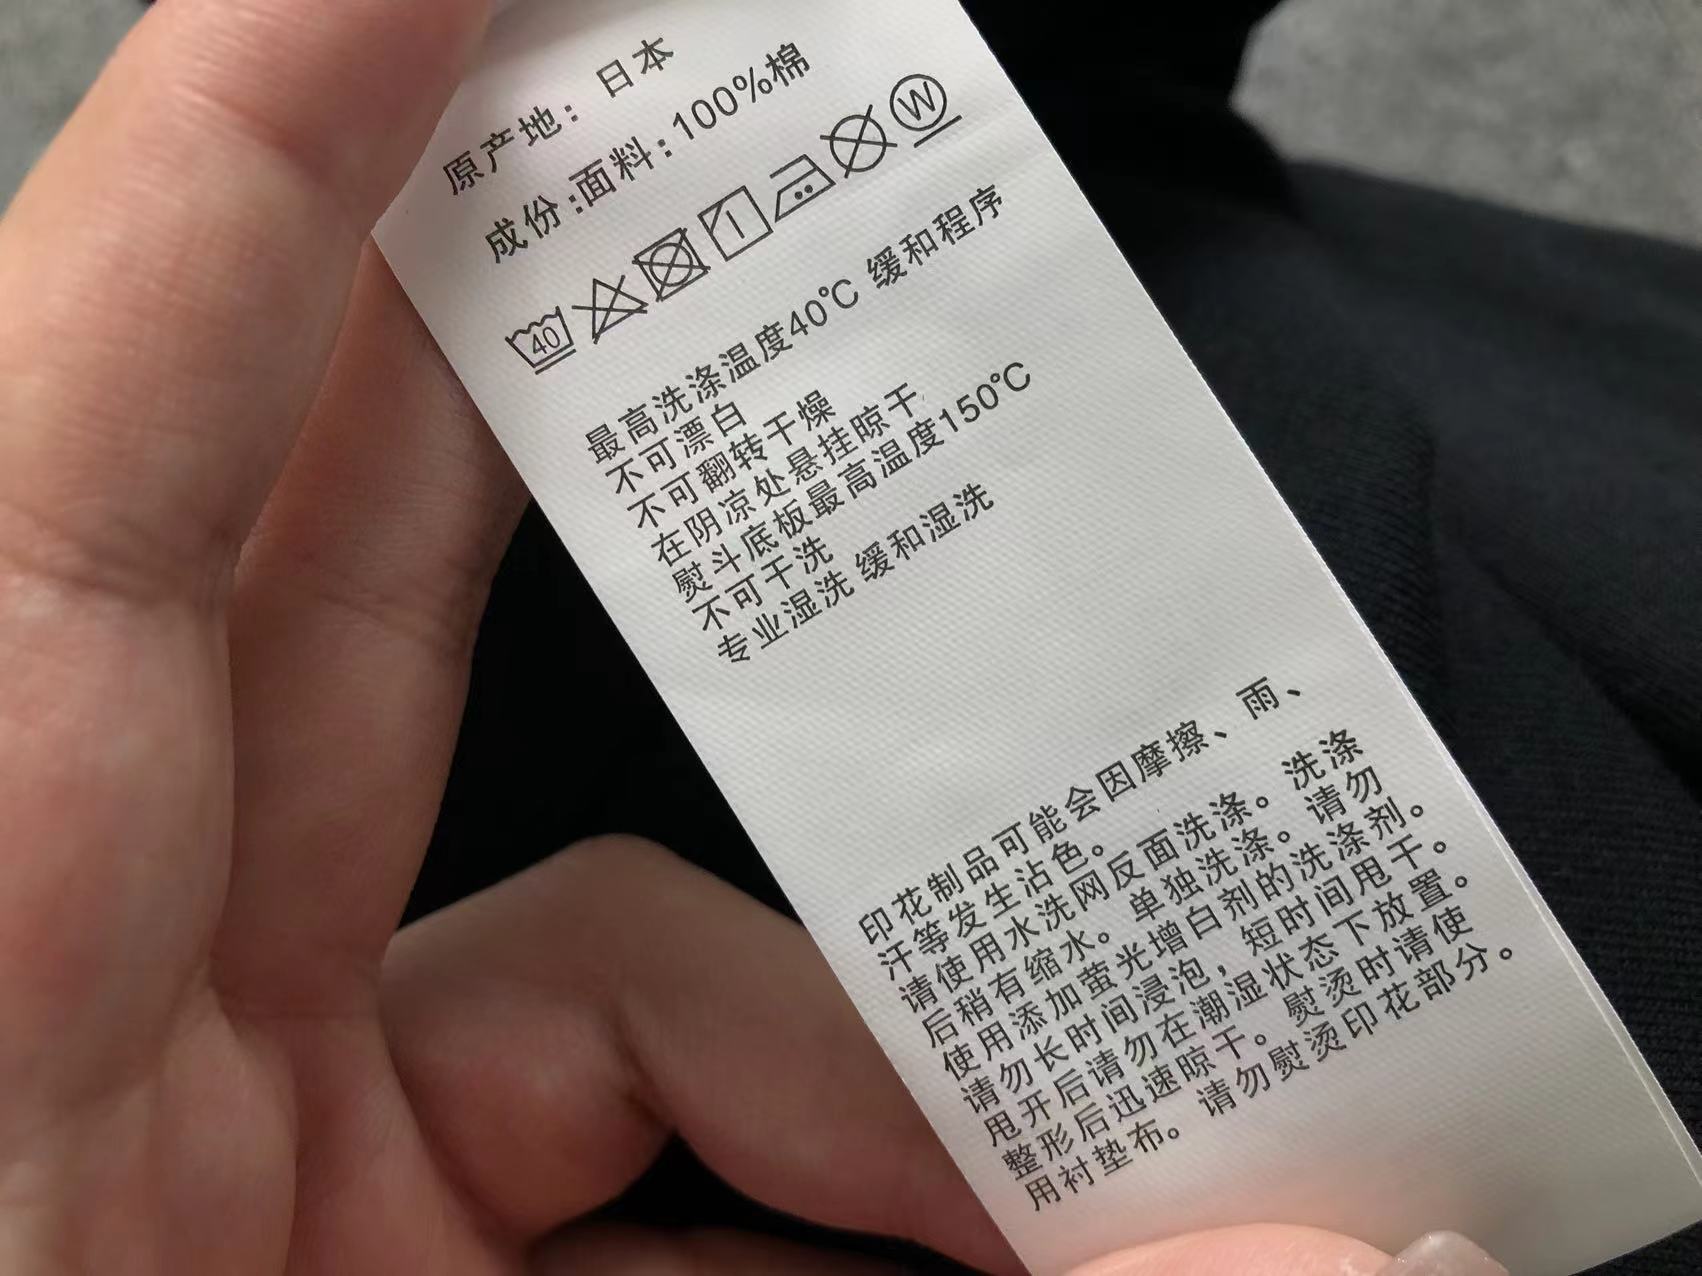 原产地: 日本
成份:面料:100%棉
40 W
最高洗涤温度40℃ 缓和程序
不可漂白
不可翻转干燥
在阴凉处悬挂晾干
熨斗底板最高温度150℃
不可干洗
专业湿洗 缓和湿洗
印花制品可能会因摩擦、雨、
汗等发生沾色。
请使用水洗网反面洗涤。洗涤
后稍有缩水。单独洗涤。请勿
使用添加萤光增白剂的洗涤剂。
请勿长时间浸泡，短时间甩干。
甩开后请勿在潮湿状态下放置。
整形后迅速晾干。熨烫时请使
用衬垫布。请勿熨烫印花部分。